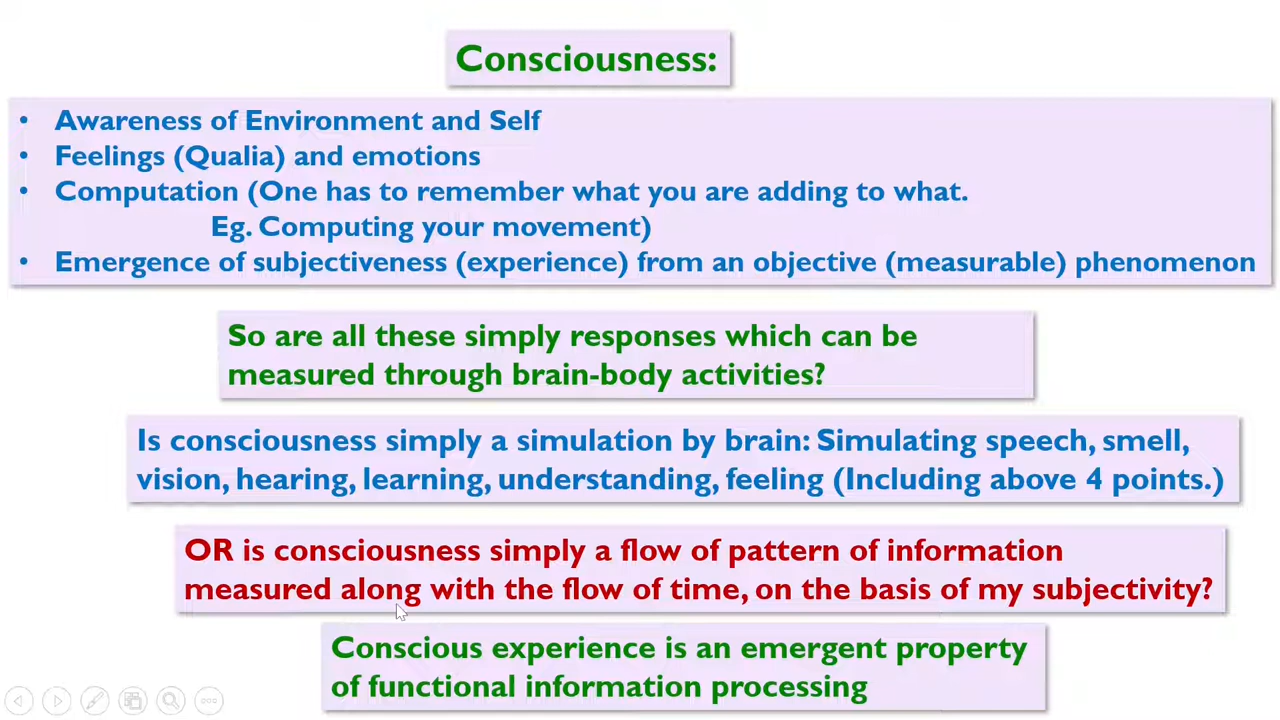 Consciousness:
• Awareness of Environment and Self
• Feelings (Qualia) and emotions
• Computation (One has to remember what you are adding to what.
Eg. Computing your movement)
• Emergence of subjectiveness (experience) from an objective (measurable) phenomenon
So are all these simply responses which can be
measured through brain-body activities?
Is consciousness simply a simulation by brain: Simulating speech, smell,
vision, hearing, learning, understanding, feeling (Including above 4 points.)
OR is consciousness simply a flow of pattern of information
measured along with the flow of time, on the basis of my subjectivity?
Conscious experience is an emergent property
of functional information processing